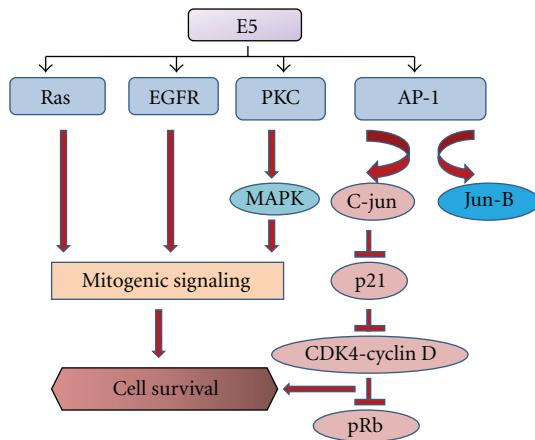 E5
Ras
EGFR
PKC
AP-1
MAPK
C-jun
Jun-B
Mitogenic signaling
p21
CDK4-cyclin D
Cell survival
pRb